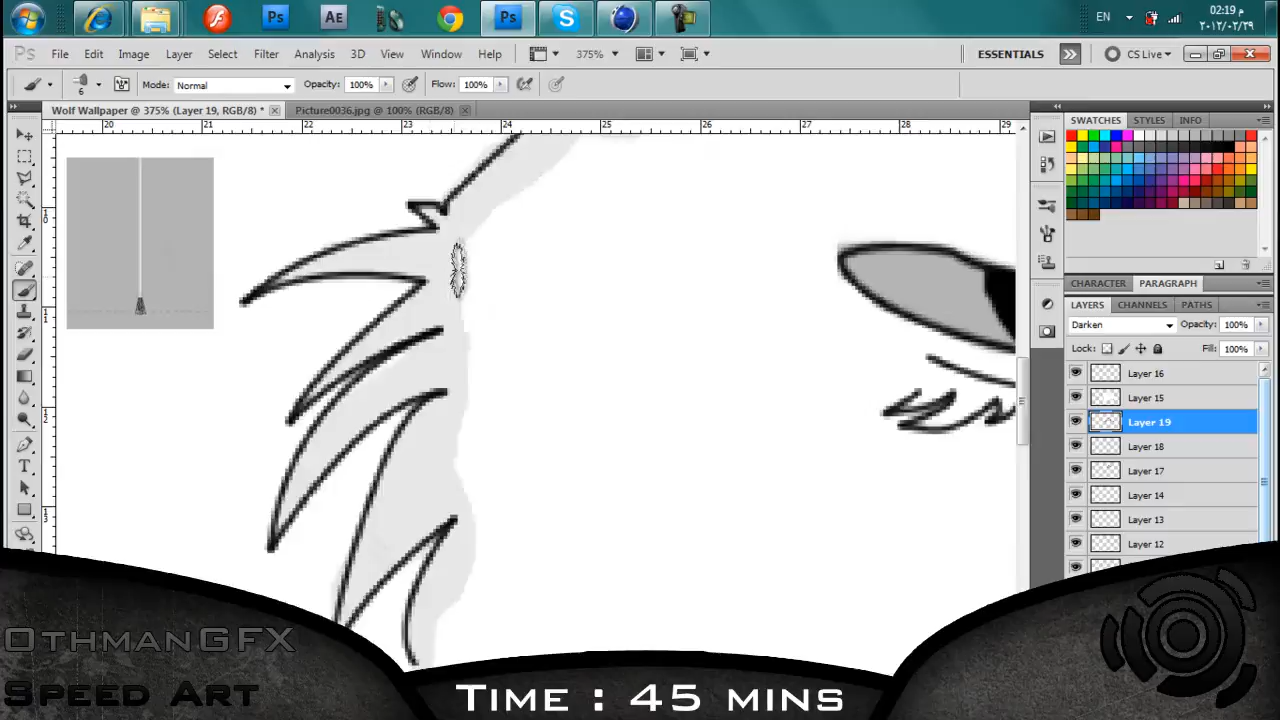 EN
02:19 م
٢٠١٢/٠٢/٢٩
Ps File Edit Image Layer Select Filter Analysis 3D View Window Help 375% ESSENTIALS CS Live
6 Mode: Normal Opacity: 100% Flow: 100%
Wolf Wallpaper @ 375% (Layer 19, RGB/8) * Picture0036.jpg @ 100% (RGB/8)
20 21 22 23 24 25 26 27 28 29
SWATCHES STYLES INFO
CHARACTER PARAGRAPH
LAYERS CHANNELS PATHS
Darken Opacity: 100%
Lock: Fill: 100%
Layer 16
Layer 15
Layer 19
Layer 18
Layer 17
Layer 14
Layer 13
Layer 12
OthmanGFX
Speed Art
Time : 45 mins